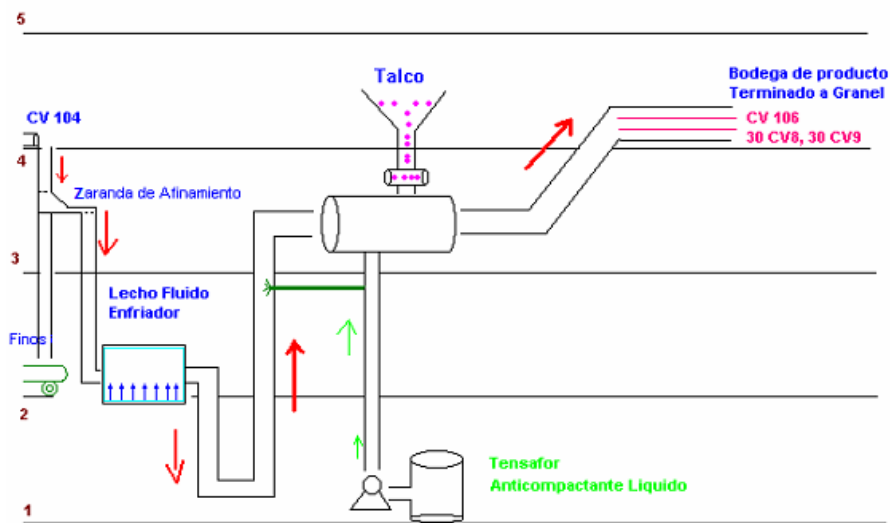 5
Talco
Bodega de producto
Terminado a Granel
CV 104
CV 106
30 CV8, 30 CV9
4
Zaranda de Afinamiento
3
Lecho Fluido
Enfriador
Finos
2
Tensafor
Anticompactante Liquido
1